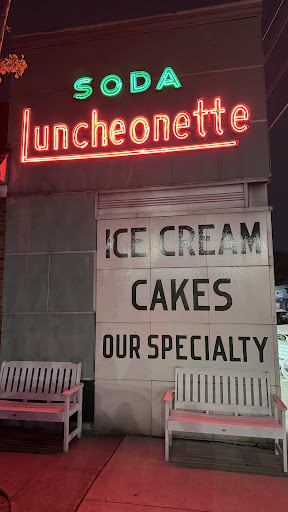 SODA
Luncheonette
ICE CREAM
CAKES
OUR SPECIALTY